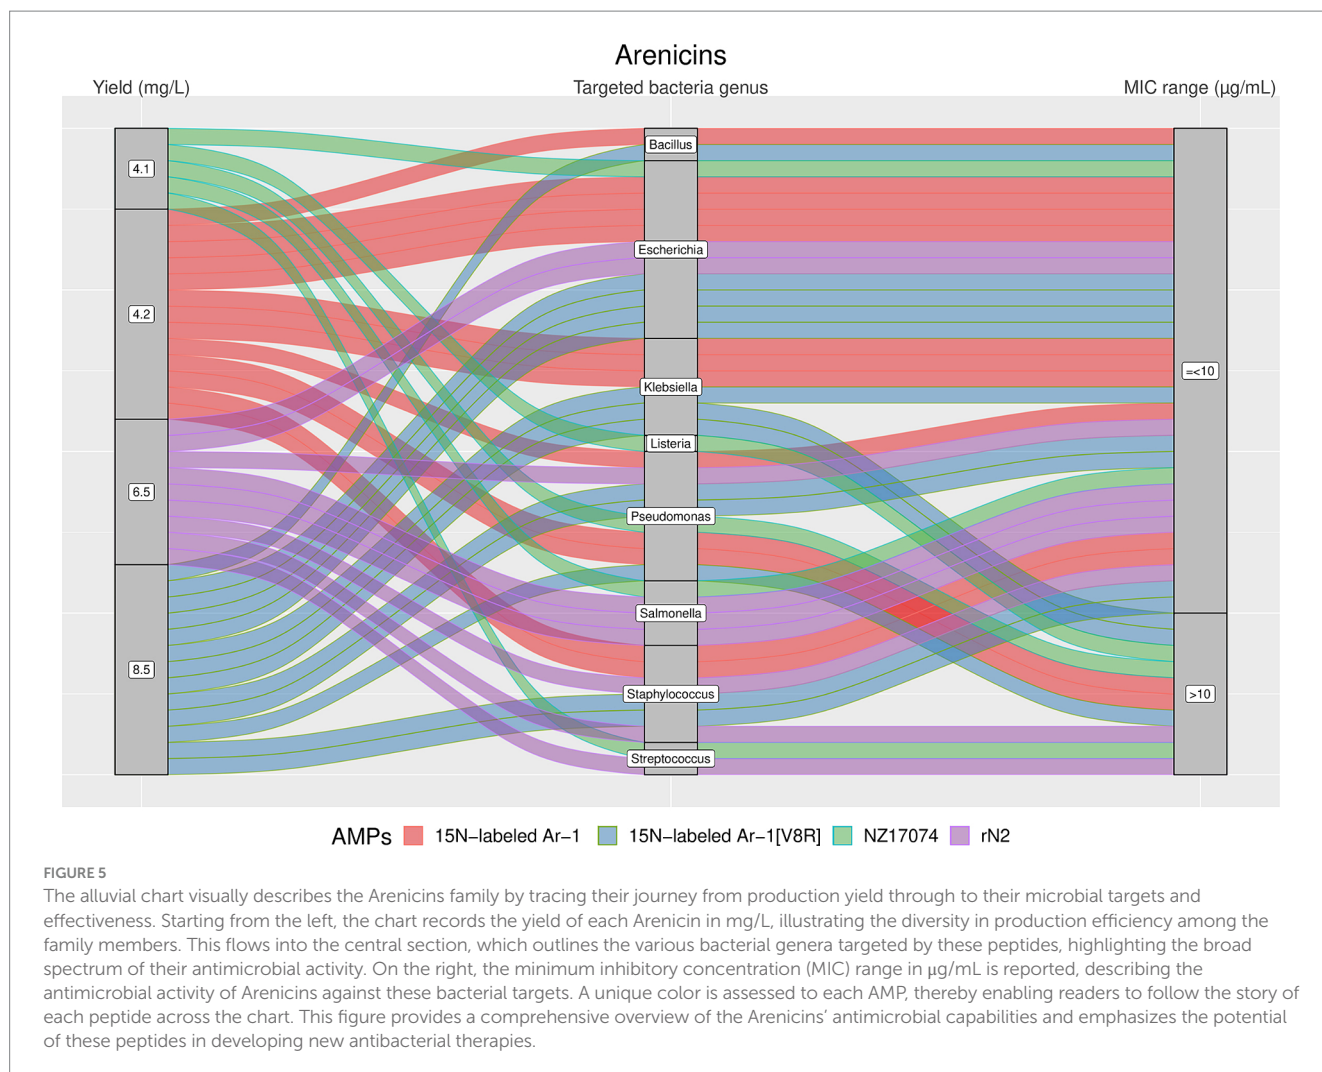 Arenicins
Yield (mg/L)
Targeted bacteria genus
MIC range (µg/mL)
4.1
4.2
6.5
8.5
Bacillus
Escherichia
Klebsiella
Listeria
Pseudomonas
Salmonella
Staphylococcus
Streptococcus
=<10
>10
AMPs 15N−labeled Ar−1 15N−labeled Ar−1[V8R] NZ17074 rN2
FIGURE 5
The alluvial chart visually describes the Arenicins family by tracing their journey from production yield through to their microbial targets and
effectiveness. Starting from the left, the chart records the yield of each Arenicin in mg/L, illustrating the diversity in production efficiency among the
family members. This flows into the central section, which outlines the various bacterial genera targeted by these peptides, highlighting the broad
spectrum of their antimicrobial activity. On the right, the minimum inhibitory concentration (MIC) range in µg/mL is reported, describing the
antimicrobial activity of Arenicins against these bacterial targets. A unique color is assessed to each AMP, thereby enabling readers to follow the story of
each peptide across the chart. This figure provides a comprehensive overview of the Arenicins' antimicrobial capabilities and emphasizes the potential
of these peptides in developing new antibacterial therapies.